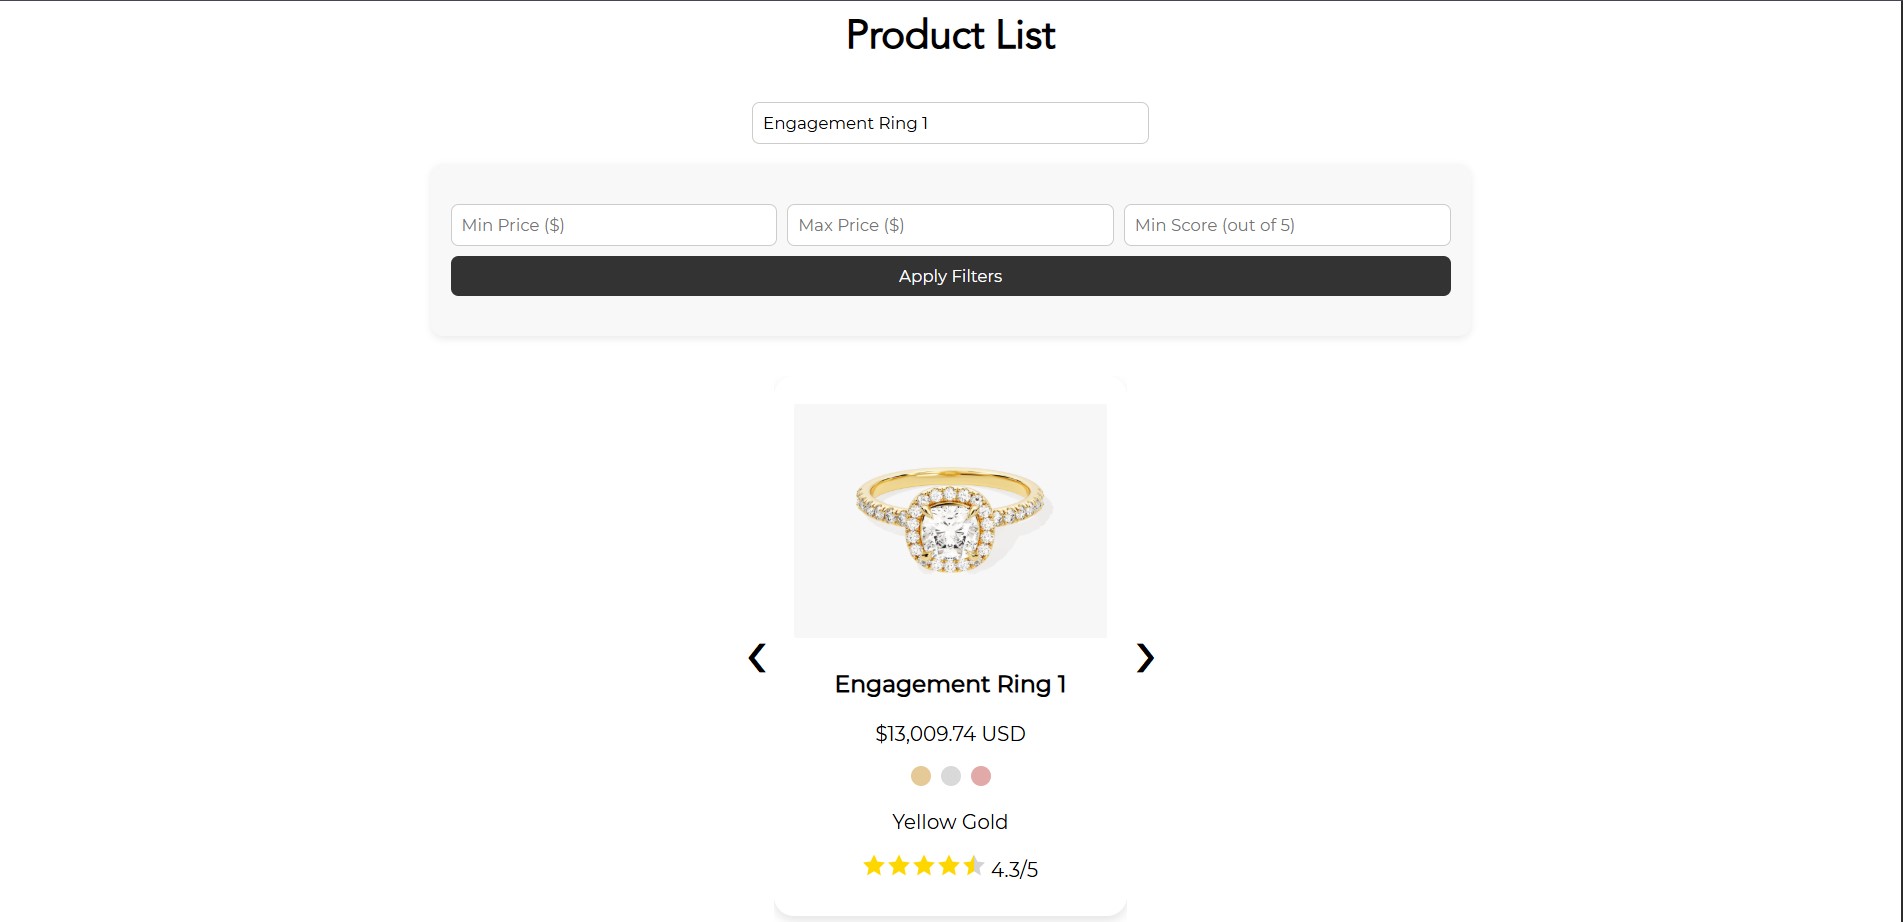 Product List
Engagement Ring 1
Min Price ($) Max Price ($) Min Score (out of 5)
Apply Filters
Engagement Ring 1
$13,009.74 USD
Yellow Gold
4.3/5